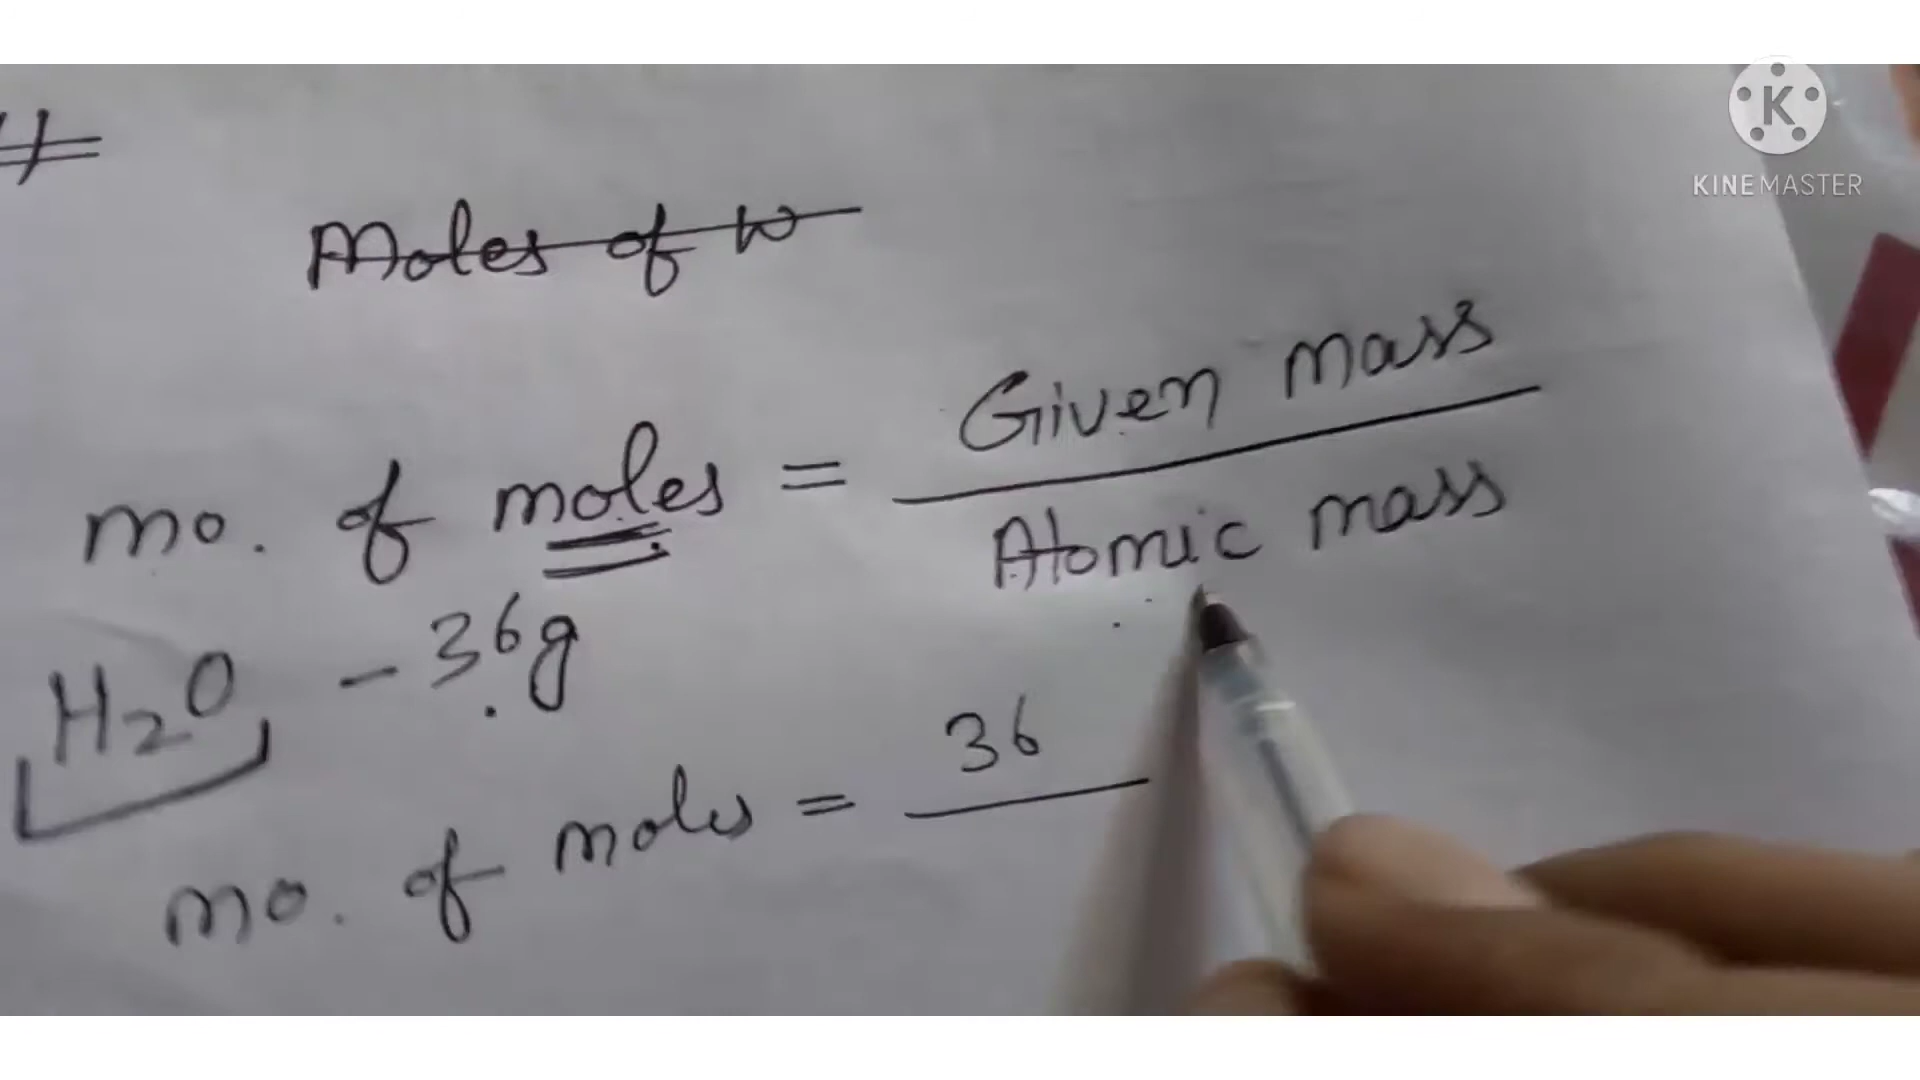 K
KINEMASTER
#
Moles of w
no. of moles = Given mass / Atomic mass
H₂O - 36g
no. of moles = 36